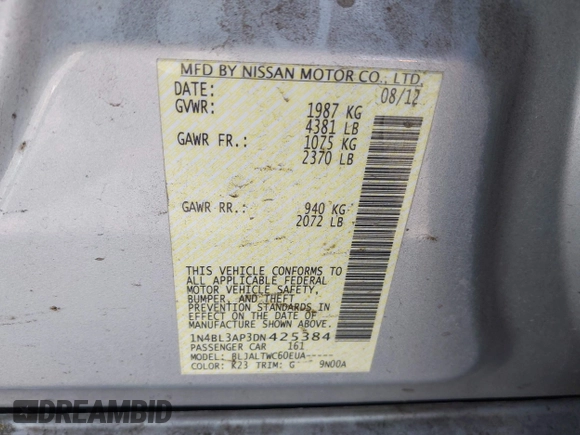 MFD BY NISSAN MOTOR CO., LTD.
DATE: 08/12
GVWR: 1987 KG
4381 LB
GAWR FR.: 1075 KG
2370 LB
GAWR RR.: 940 KG
2072 LB
THIS VEHICLE CONFORMS TO
ALL APPLICABLE FEDERAL
MOTOR VEHICLE SAFETY,
BUMPER, AND THEFT
PREVENTION STANDARDS IN
EFFECT ON THE DATE OF
MANUFACTURE SHOWN ABOVE.
1N4BL3AP3DN425384
PASSENGER CAR 161
MODEL: BLJALTWC60EUA-----
COLOR: K23 TRIM: G 9N00A
DREAMBID